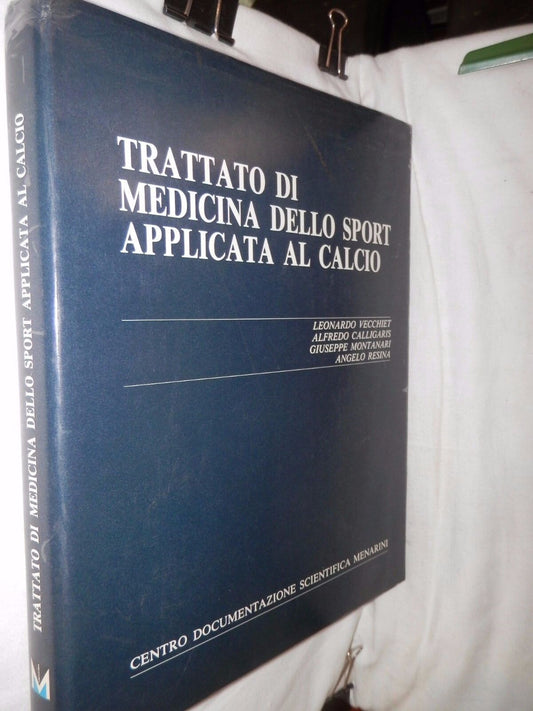 TRATTATO DI
MEDICINA DELLO SPORT
APPLICATA AL CALCIO
LEONARDO VECCHIET
ALFREDO CALLIGARIS
GIUSEPPE MONTANARI
ANGELO RESINA
CENTRO DOCUMENTAZIONE SCIENTIFICA MENARINI
TRATTATO DI MEDICINA DELLO SPORT APPLICATA AL CALCIO
M